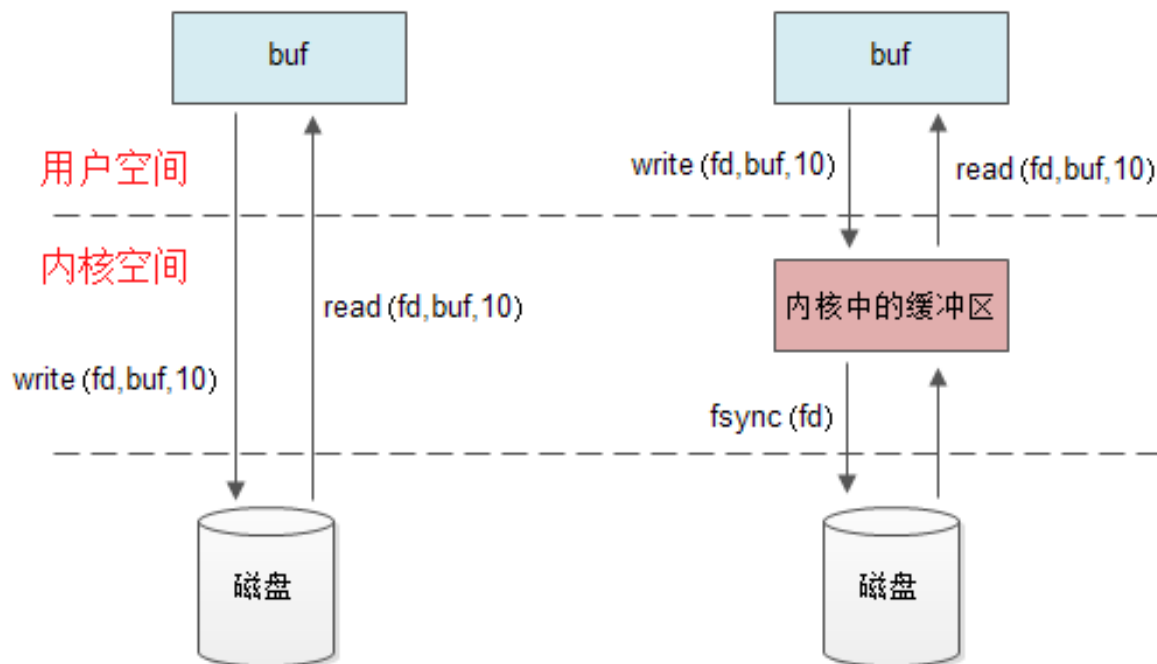 buf
buf
用户空间
write (fd,buf,10)
read (fd,buf,10)
内核空间
内核中的缓冲区
read (fd,buf,10)
write (fd,buf,10)
fsync (fd)
磁盘
磁盘